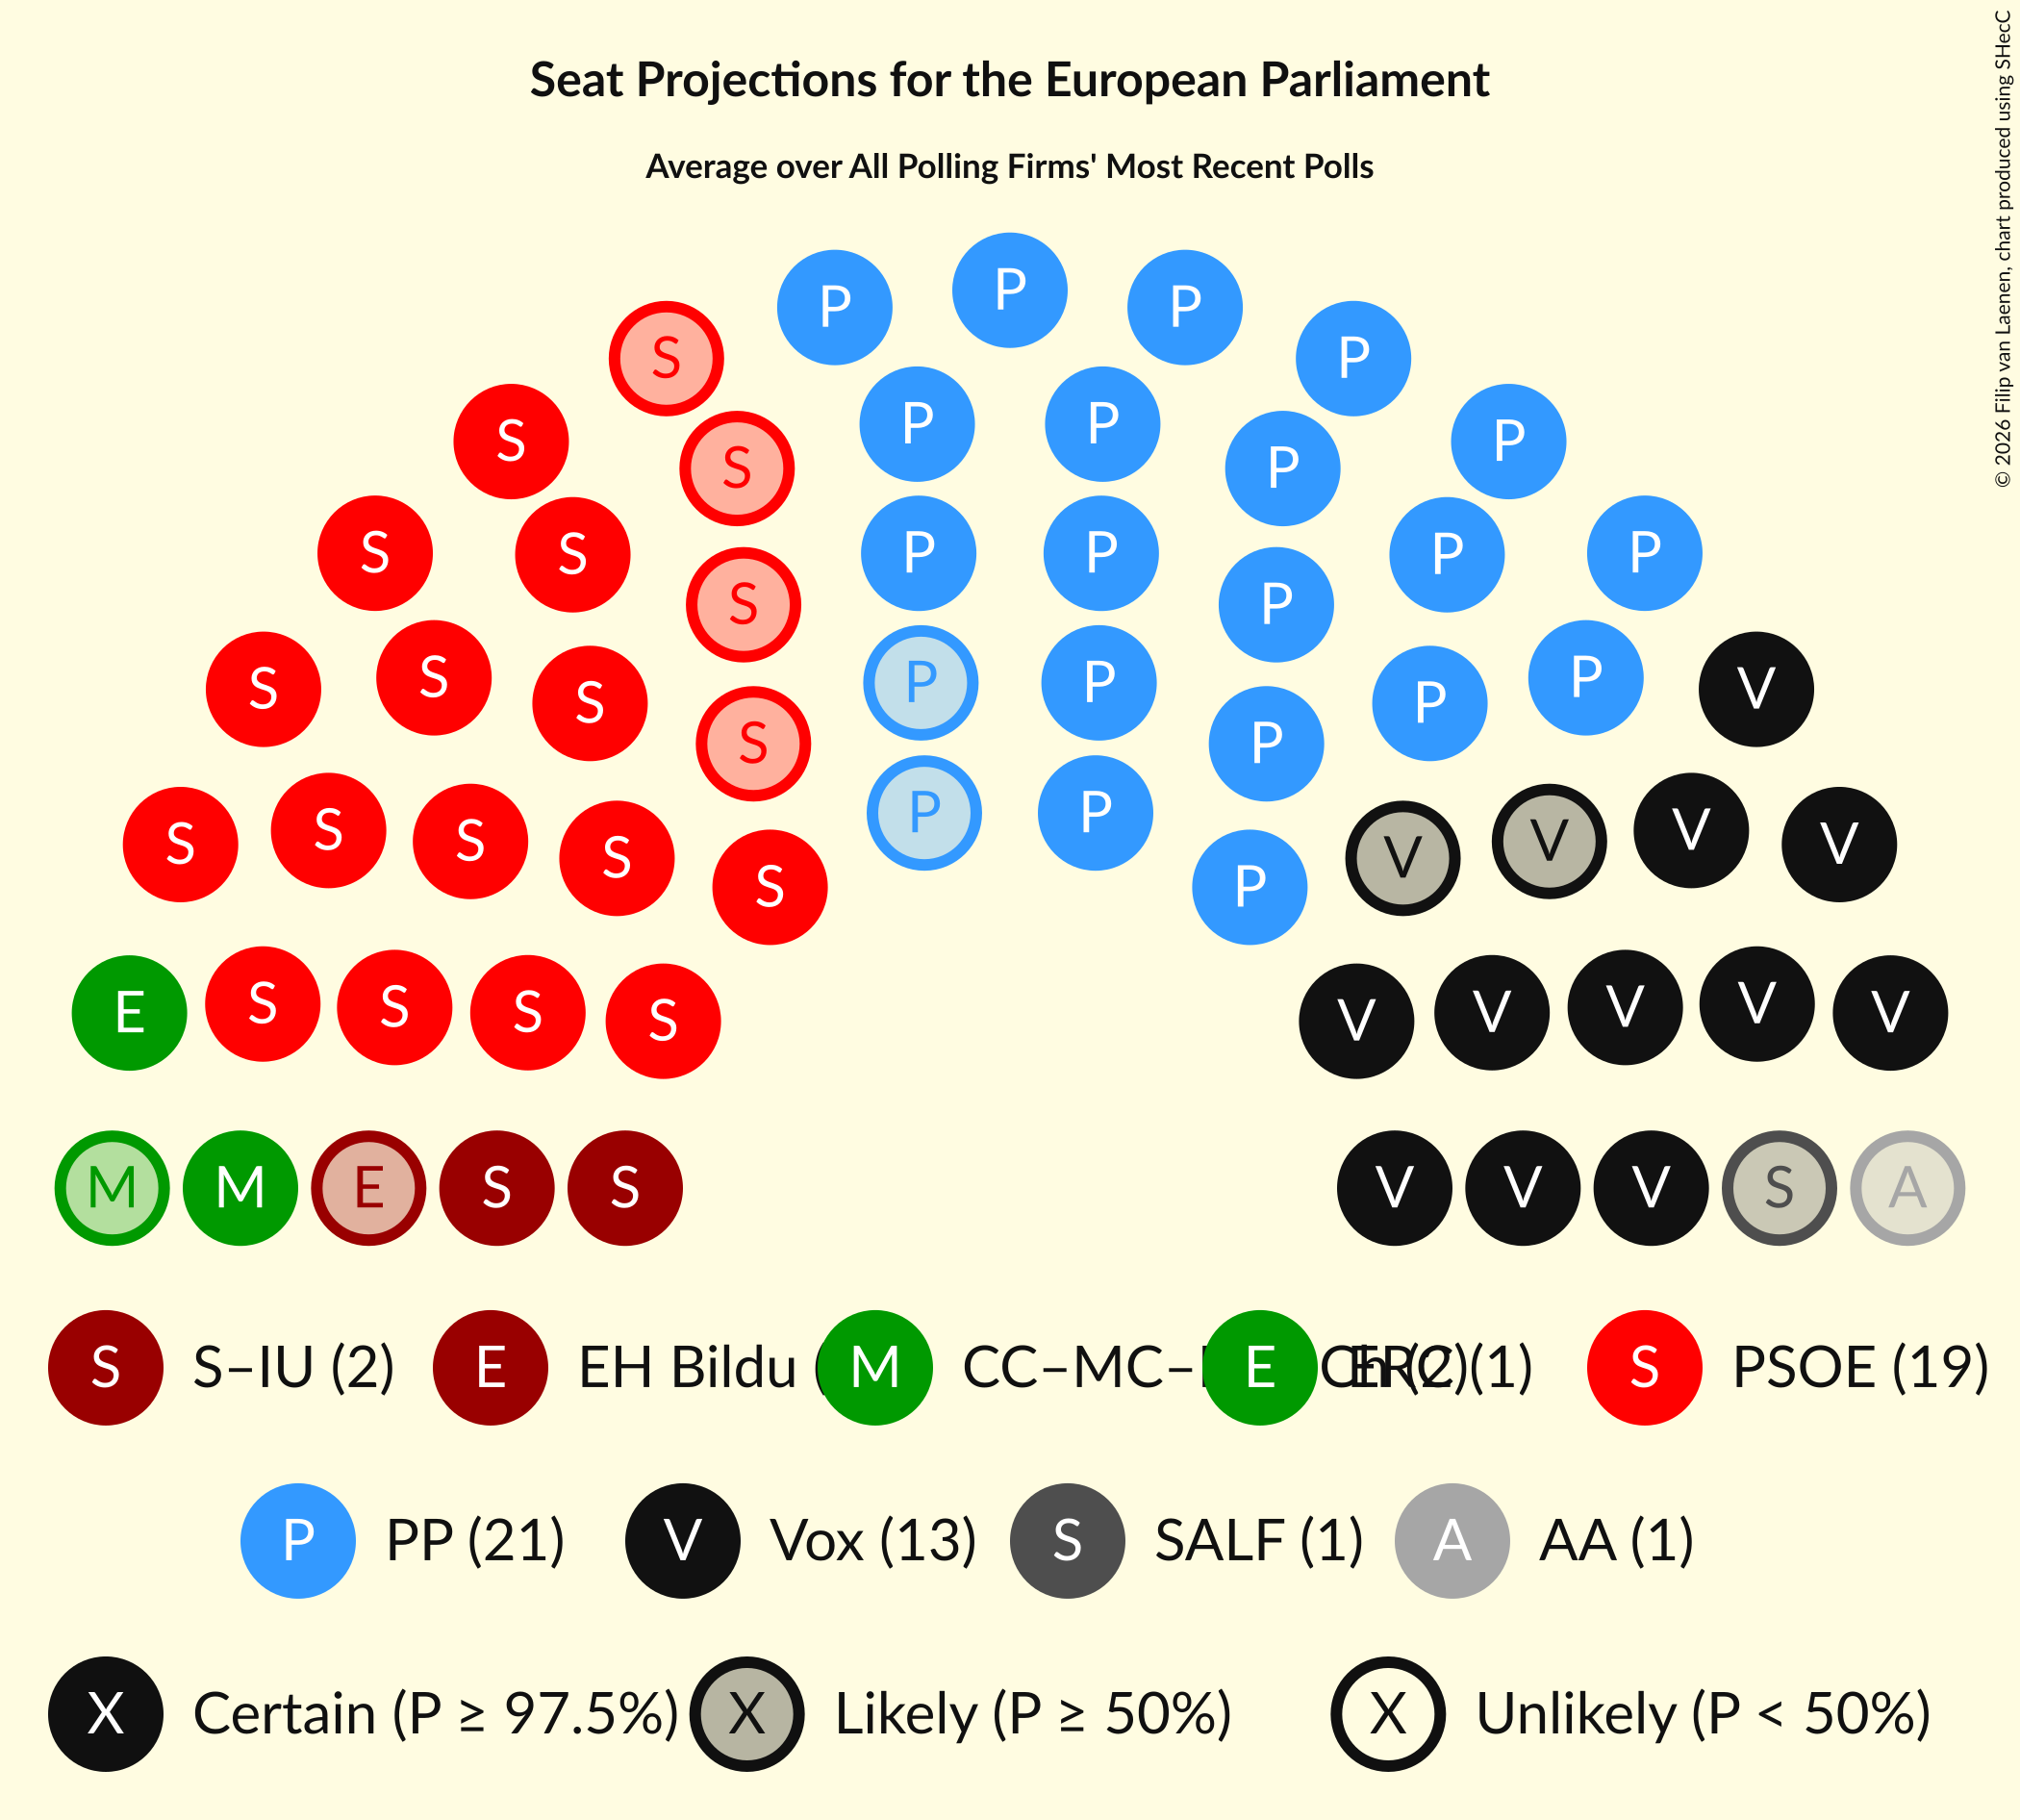 Seat Projections for the European Parliament
Average over All Polling Firms' Most Recent Polls
© 2026 Filip van Laenen, chart produced using SHecC
P P P P P P
S S S P P P P
S S S P P P P
S S S S P P P P P V
S S S S S P P P V V V V
E S S S S V V V V V
M M E S S V V V S A
S S–IU (2) E EH Bildu M CC–MC– E ERC (1) S PSOE (19)
P PP (21) V Vox (13) S SALF (1) A AA (1)
X Certain (P ≥ 97.5%) X Likely (P ≥ 50%) X Unlikely (P < 50%)